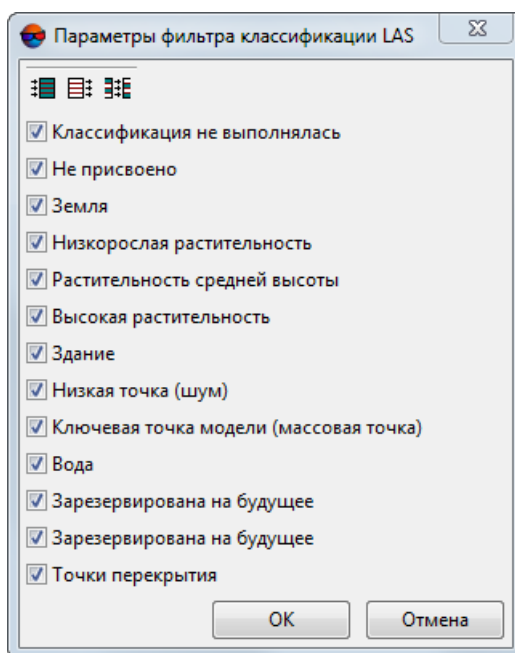 Параметры фильтра классификации LAS
Классификация не выполнялась
Не присвоено
Земля
Низкорослая растительность
Растительность средней высоты
Высокая растительность
Здание
Низкая точка (шум)
Ключевая точка модели (массовая точка)
Вода
Зарезервирована на будущее
Зарезервирована на будущее
Точки перекрытия
OK
Отмена